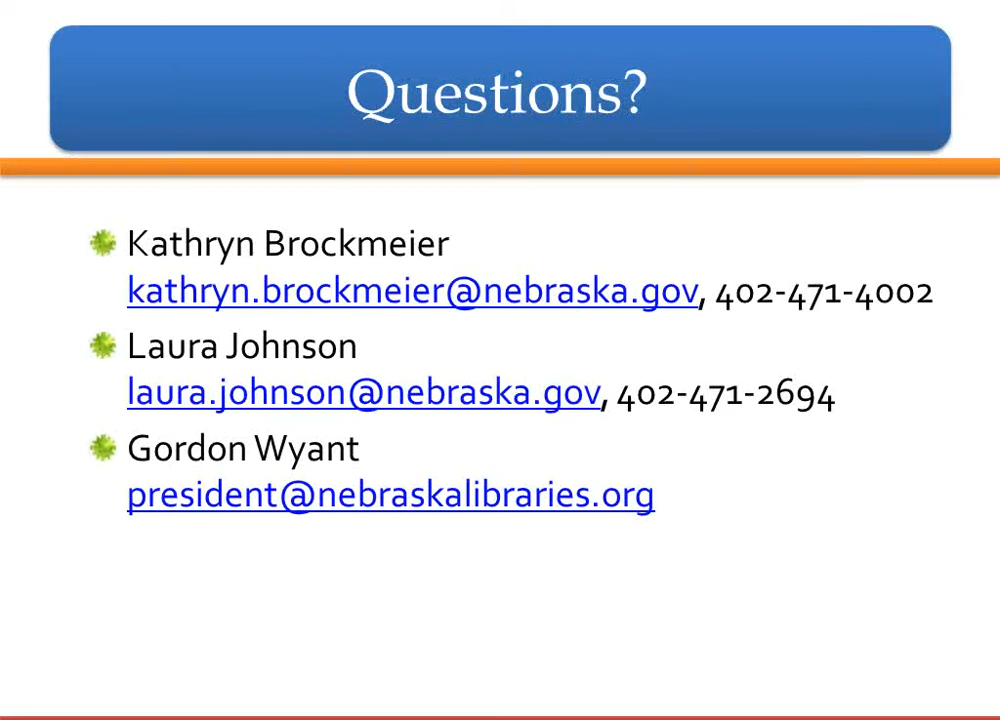 Questions?
Kathryn Brockmeier
kathryn.brockmeier@nebraska.gov, 402-471-4002
Laura Johnson
laura.johnson@nebraska.gov, 402-471-2694
Gordon Wyant
president@nebraskalibraries.org